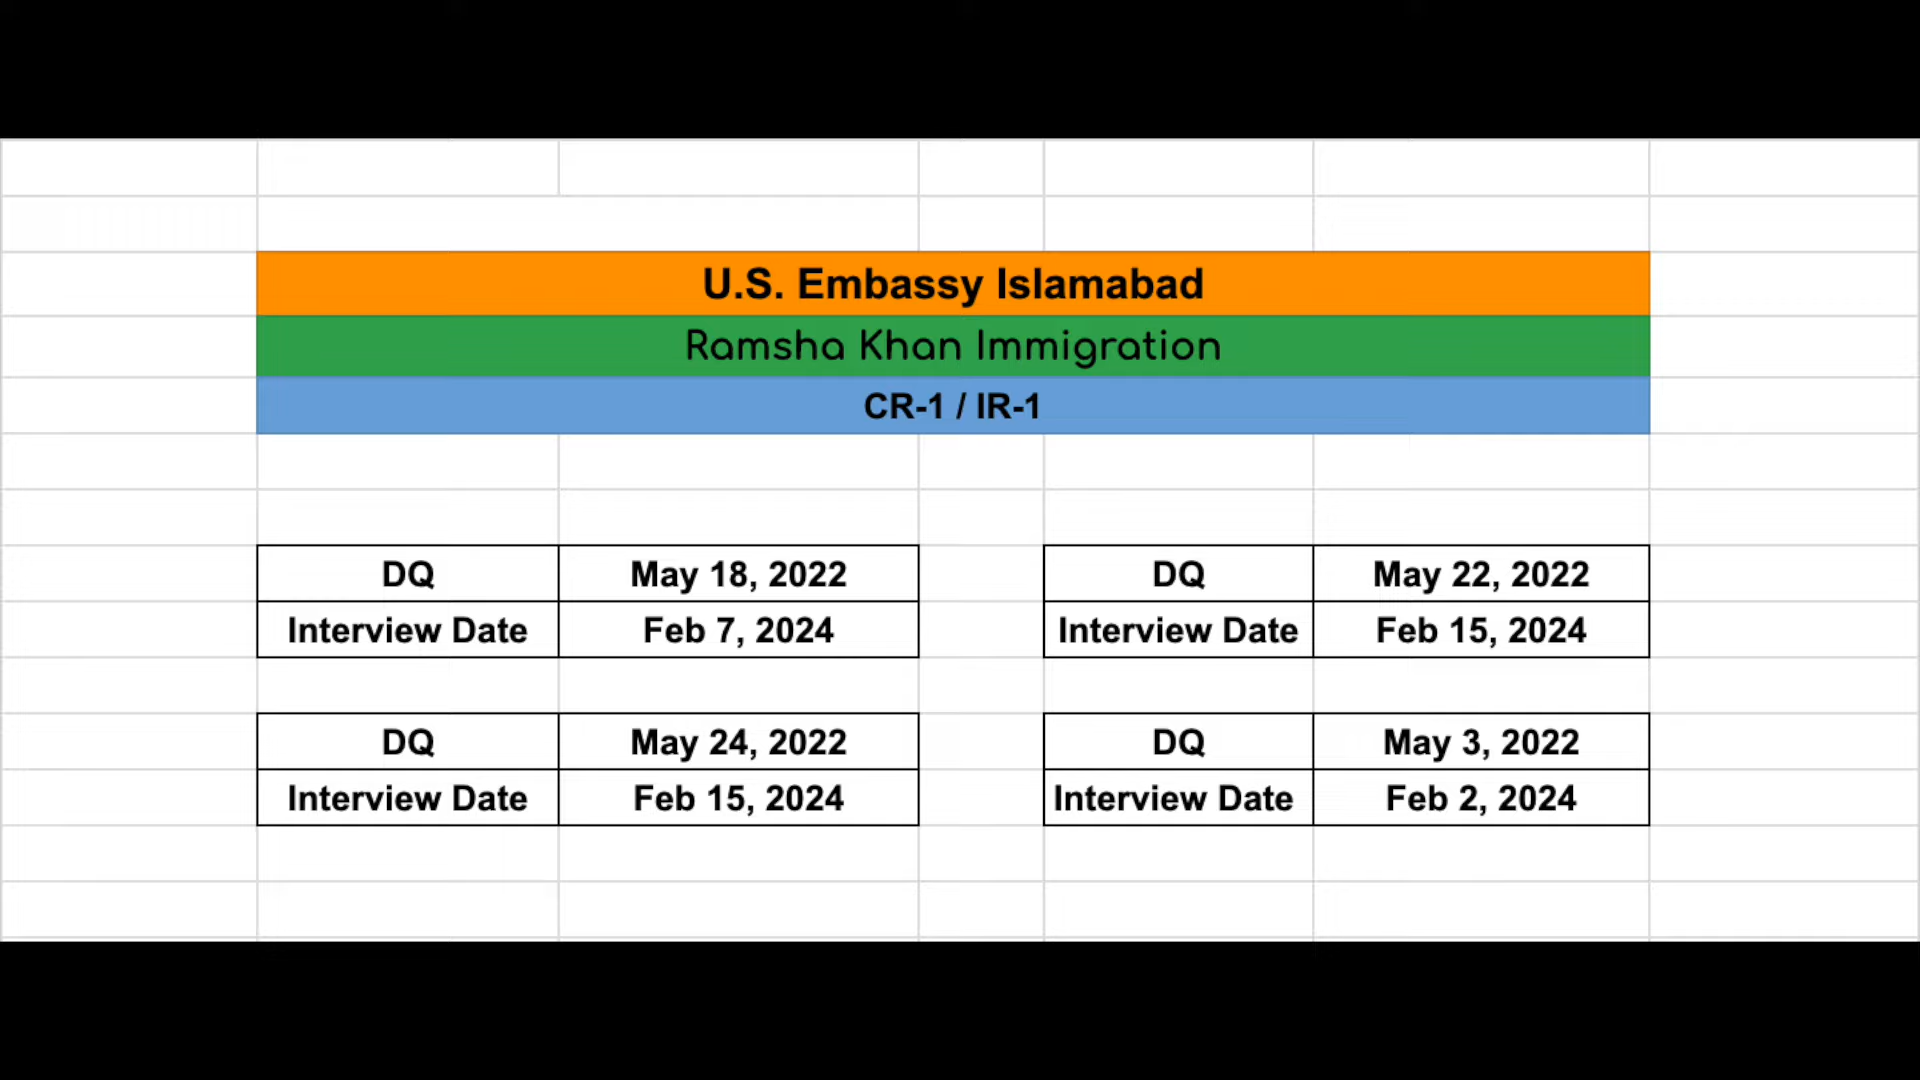 U.S. Embassy Islamabad
Ramsha Khan Immigration
CR-1 / IR-1
DQ May 18, 2022 DQ May 22, 2022
Interview Date Feb 7, 2024 Interview Date Feb 15, 2024
DQ May 24, 2022 DQ May 3, 2022
Interview Date Feb 15, 2024 Interview Date Feb 2, 2024